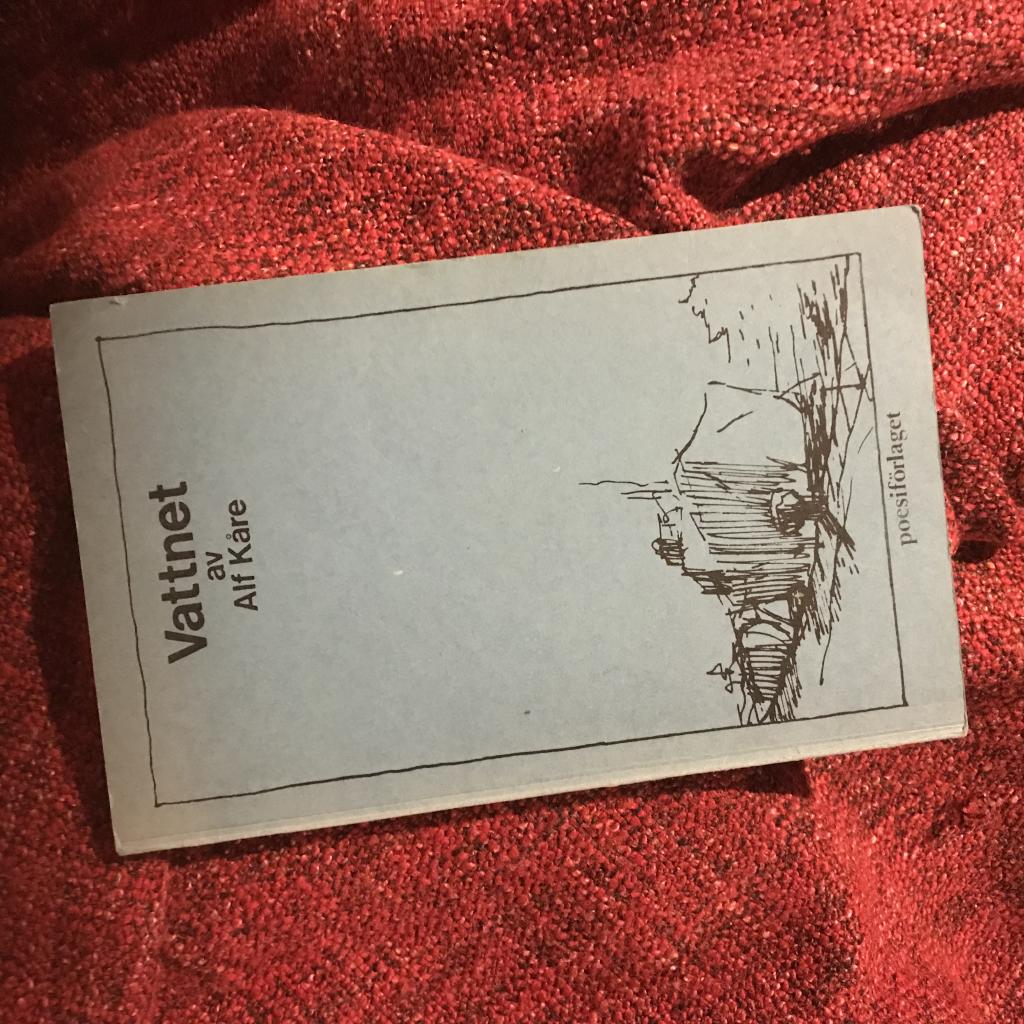 Vattnet
av
Alf Kåre
poesiförlaget